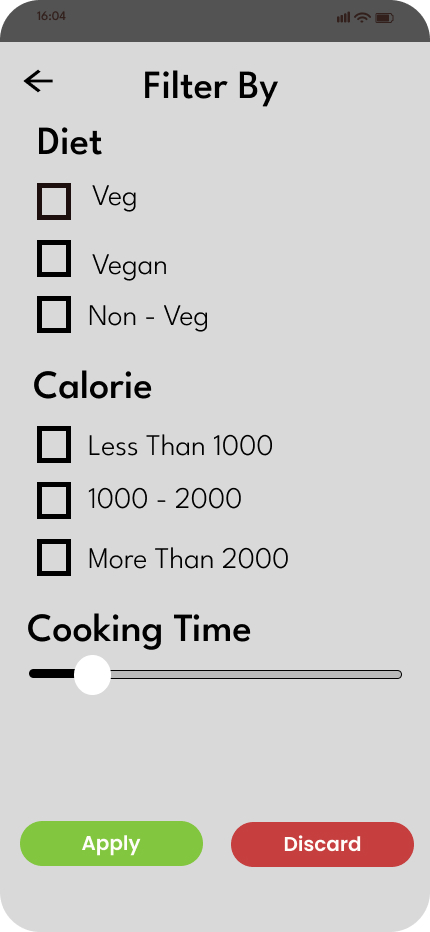 16:04
Filter By
Diet
Veg
Vegan
Non - Veg
Calorie
Less Than 1000
1000 - 2000
More Than 2000
Cooking Time
Apply
Discard